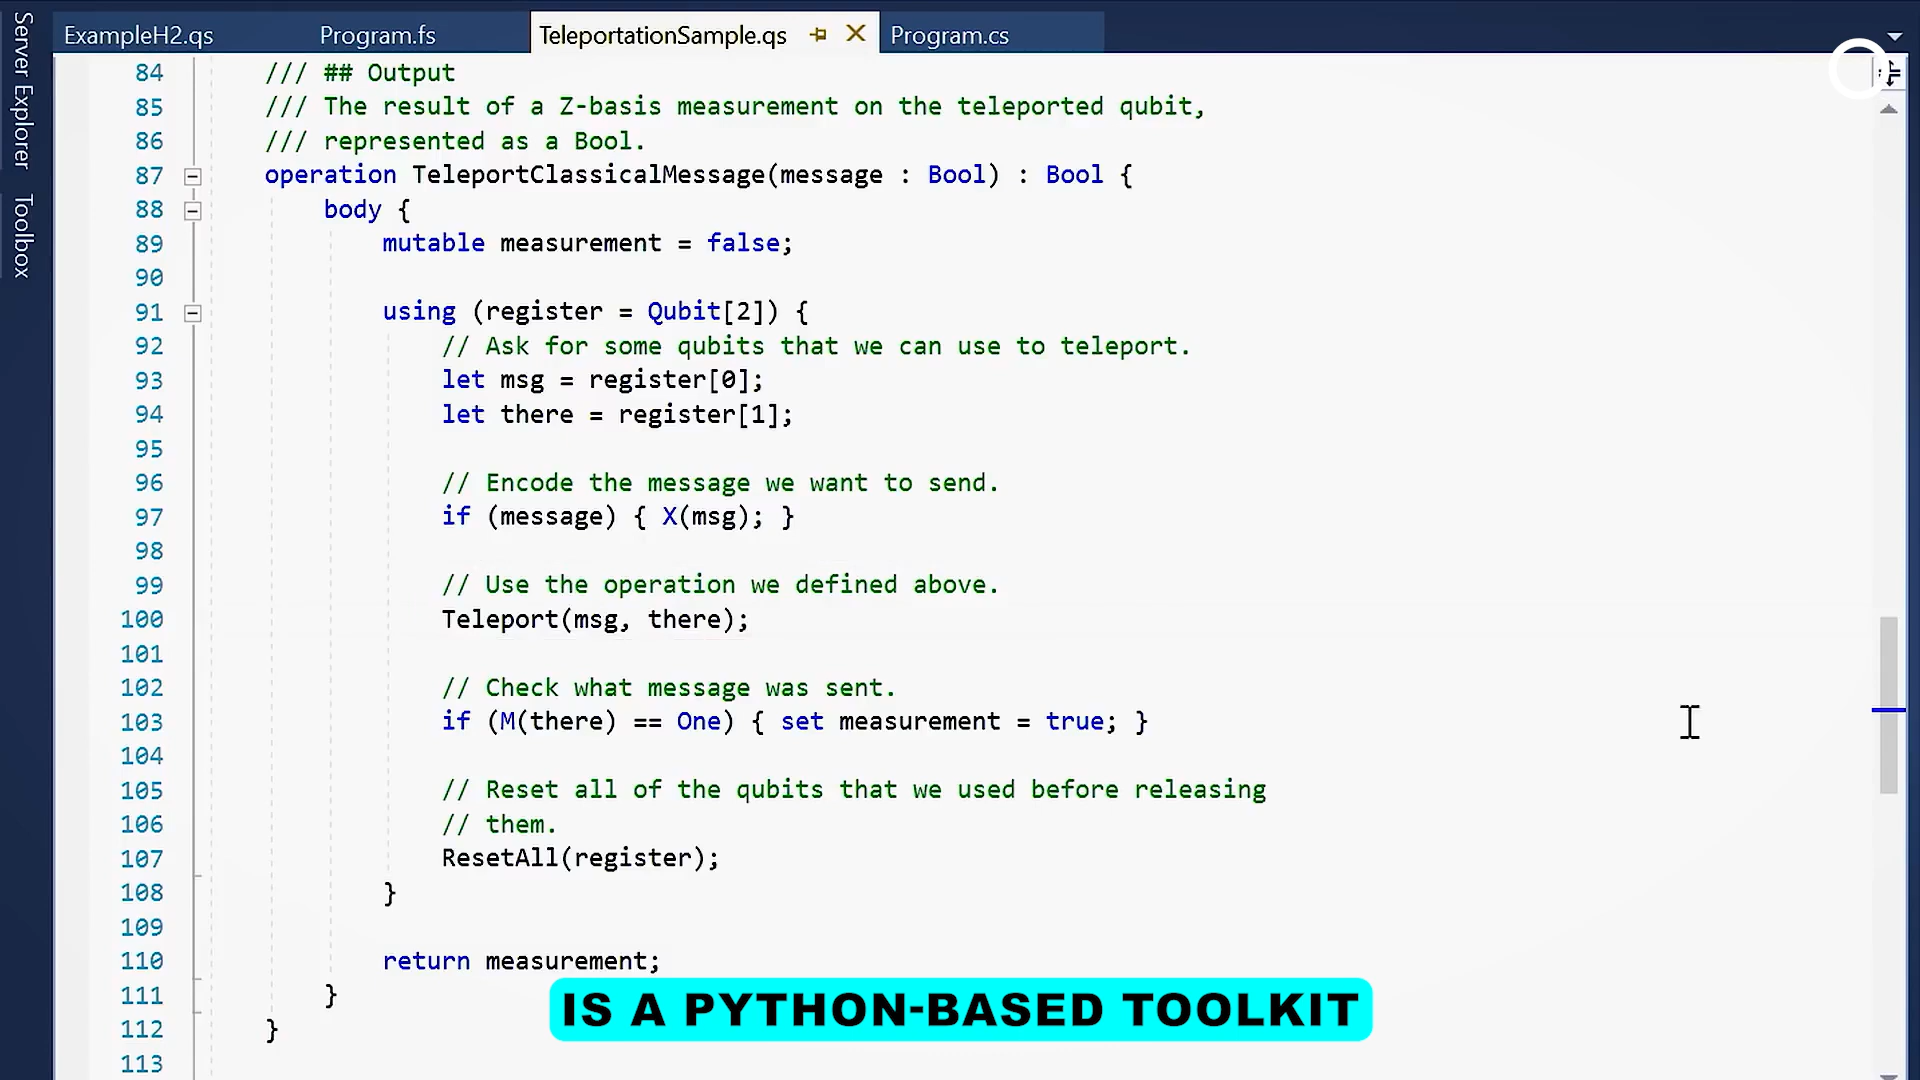 Server Explorer
Toolbox
ExampleH2.qs
Program.fs
TeleportationSample.qs
Program.cs
84 /// ## Output
85 /// The result of a Z-basis measurement on the teleported qubit,
86 /// represented as a Bool.
87 operation TeleportClassicalMessage(message : Bool) : Bool {
88 body {
89 mutable measurement = false;
90
91 using (register = Qubit[2]) {
92 // Ask for some qubits that we can use to teleport.
93 let msg = register[0];
94 let there = register[1];
95
96 // Encode the message we want to send.
97 if (message) { X(msg); }
98
99 // Use the operation we defined above.
100 Teleport(msg, there);
101
102 // Check what message was sent.
103 if (M(there) == One) { set measurement = true; }
104
105 // Reset all of the qubits that we used before releasing
106 // them.
107 ResetAll(register);
108 }
109
110 return measurement;
111 }
112 }
113
IS A PYTHON-BASED TOOLKIT